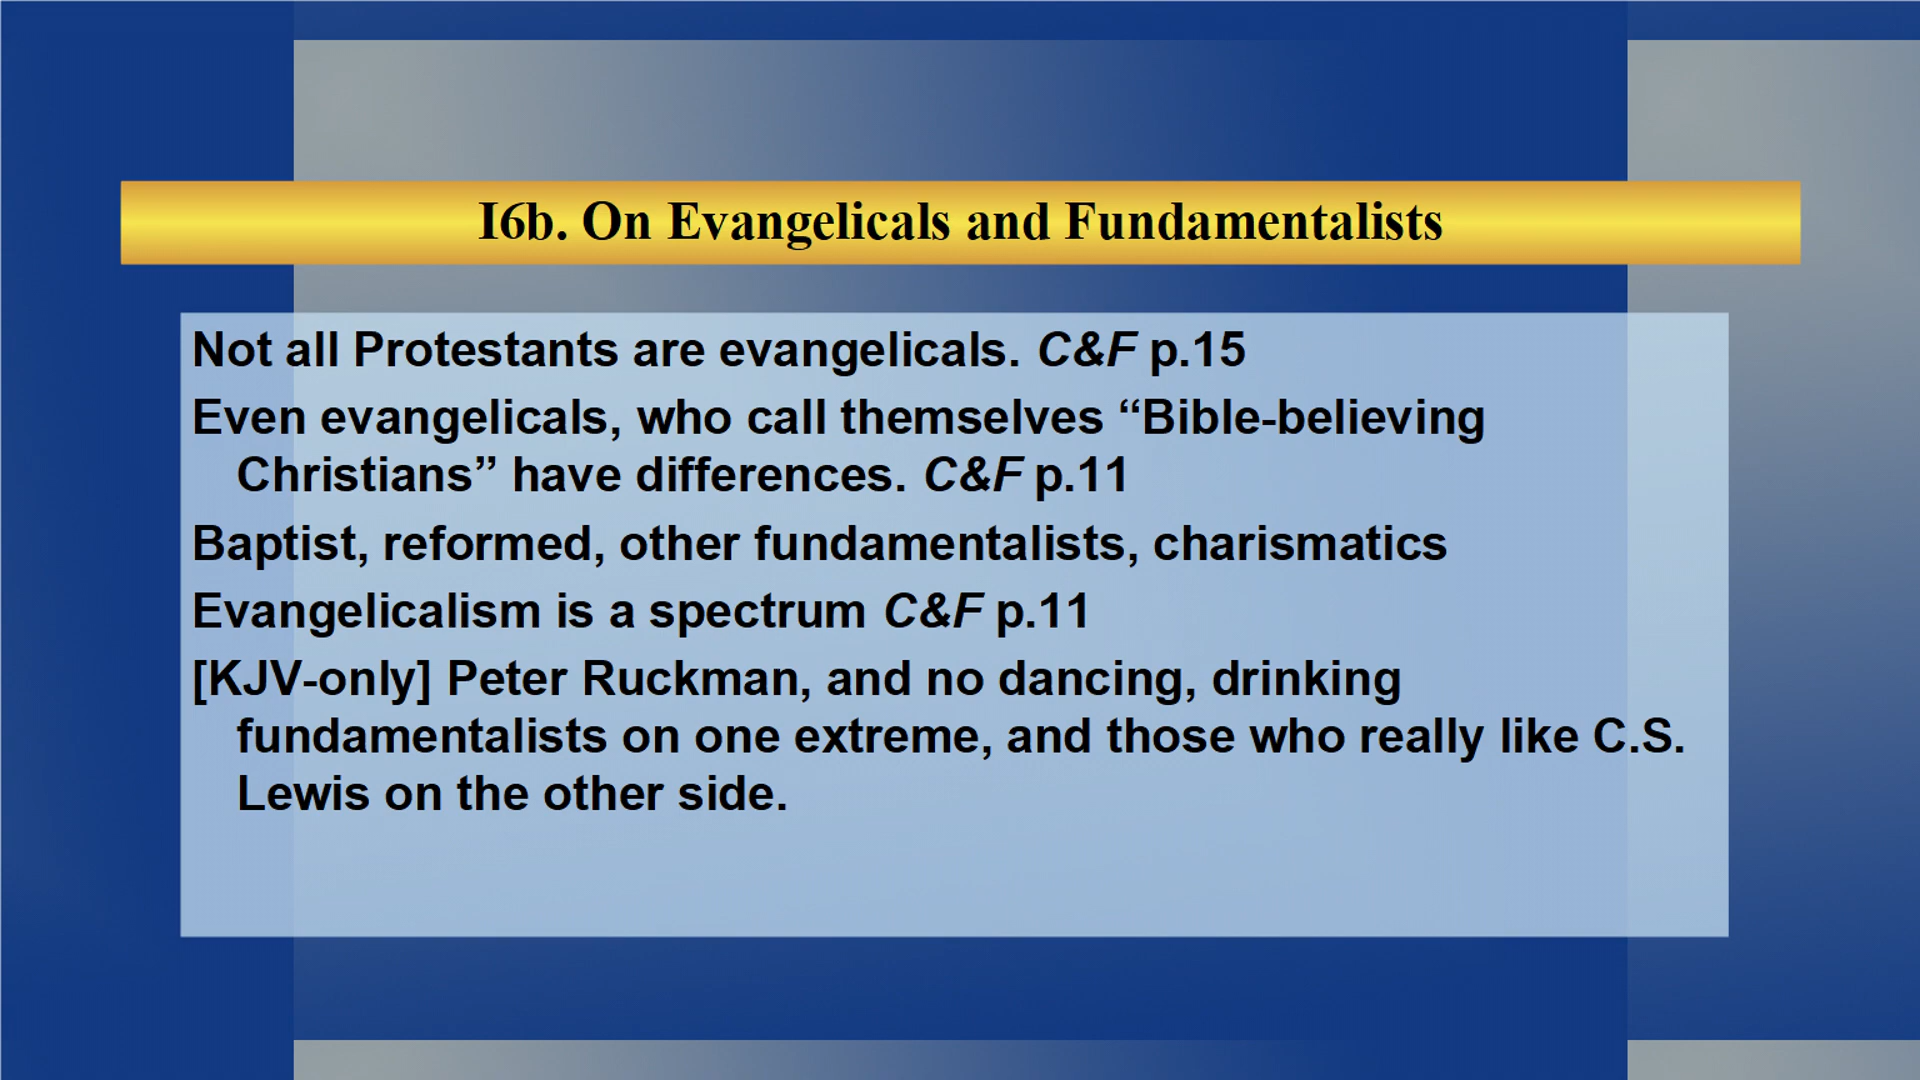 I6b. On Evangelicals and Fundamentalists
Not all Protestants are evangelicals. C&F p.15
Even evangelicals, who call themselves “Bible-believing
Christians” have differences. C&F p.11
Baptist, reformed, other fundamentalists, charismatics
Evangelicalism is a spectrum C&F p.11
[KJV-only] Peter Ruckman, and no dancing, drinking
fundamentalists on one extreme, and those who really like C.S.
Lewis on the other side.